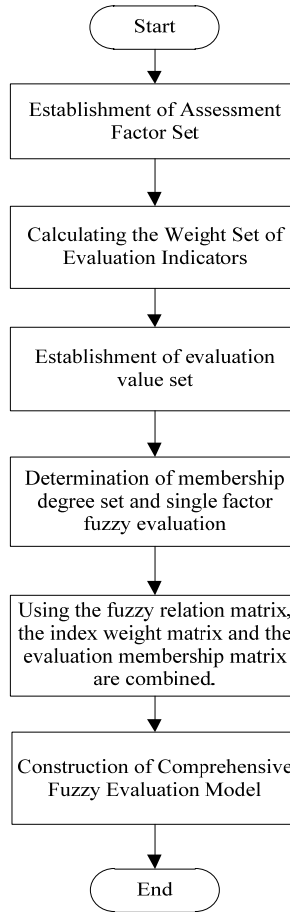 Start
Establishment of Assessment
Factor Set
Calculating the Weight Set of
Evaluation Indicators
Establishment of evaluation
value set
Determination of membership
degree set and single factor
fuzzy evaluation
Using the fuzzy relation matrix,
the index weight matrix and the
evaluation membership matrix
are combined.
Construction of Comprehensive
Fuzzy Evaluation Model
End